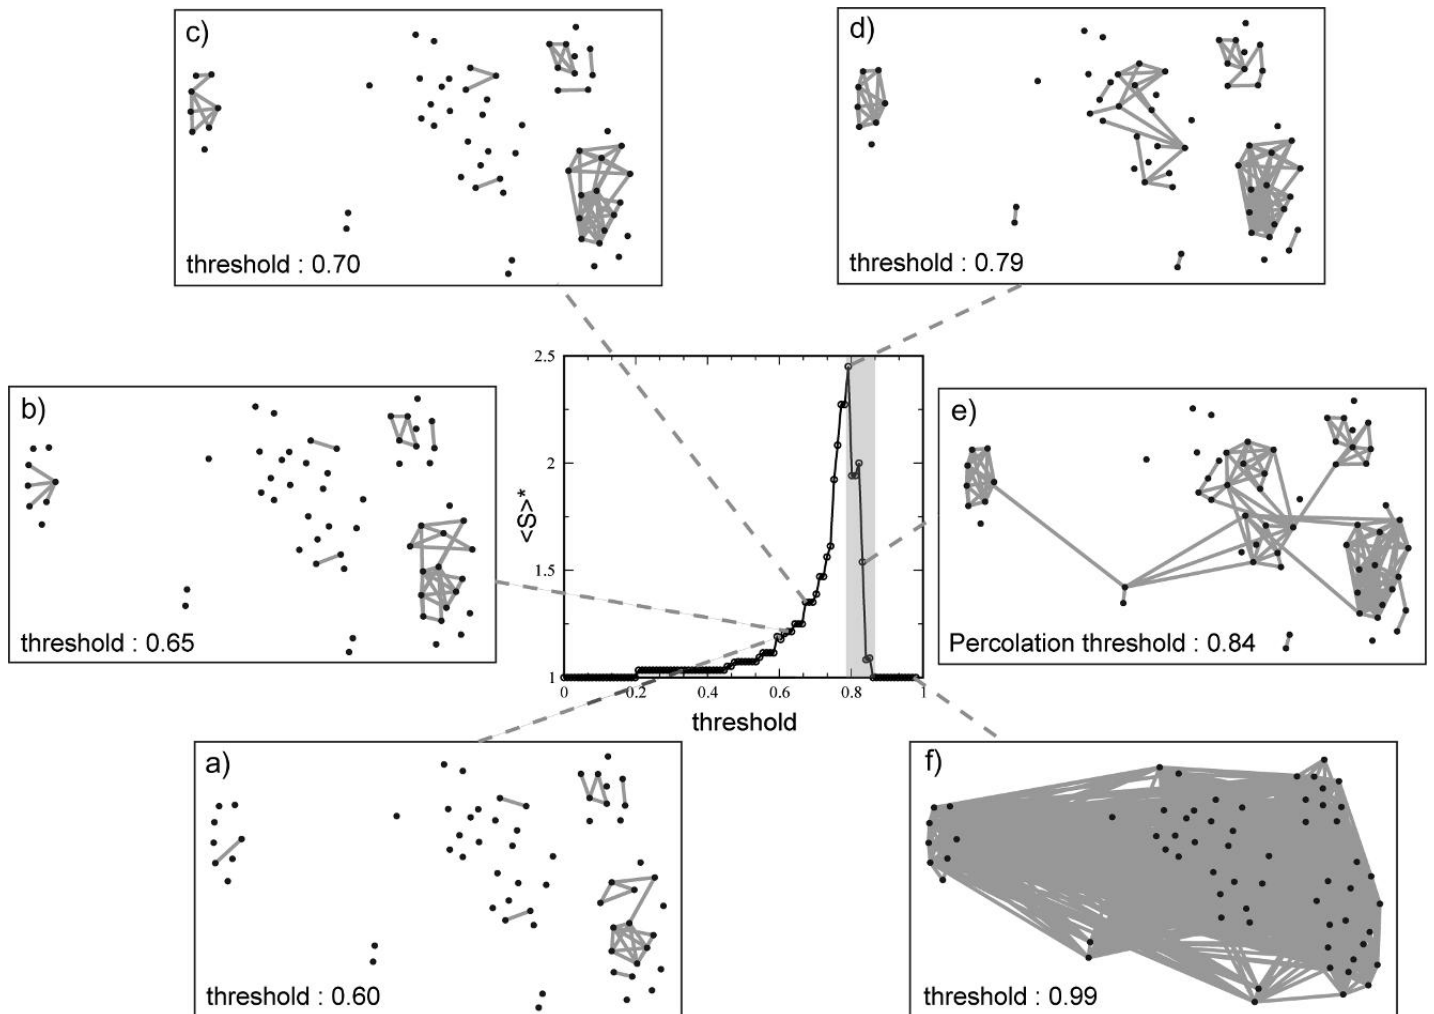 c)
threshold : 0.70
d)
threshold : 0.79
b)
threshold : 0.65
2.5
2
1.5
1
<S>*
0
0.2
0.4
0.6
0.8
1
threshold
e)
Percolation threshold : 0.84
a)
threshold : 0.60
f)
threshold : 0.99